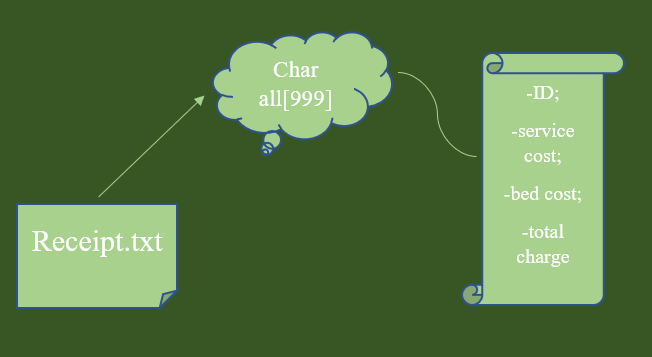 Char
all[999]
Receipt.txt
-ID;
-service
cost;
-bed cost;
-total
charge